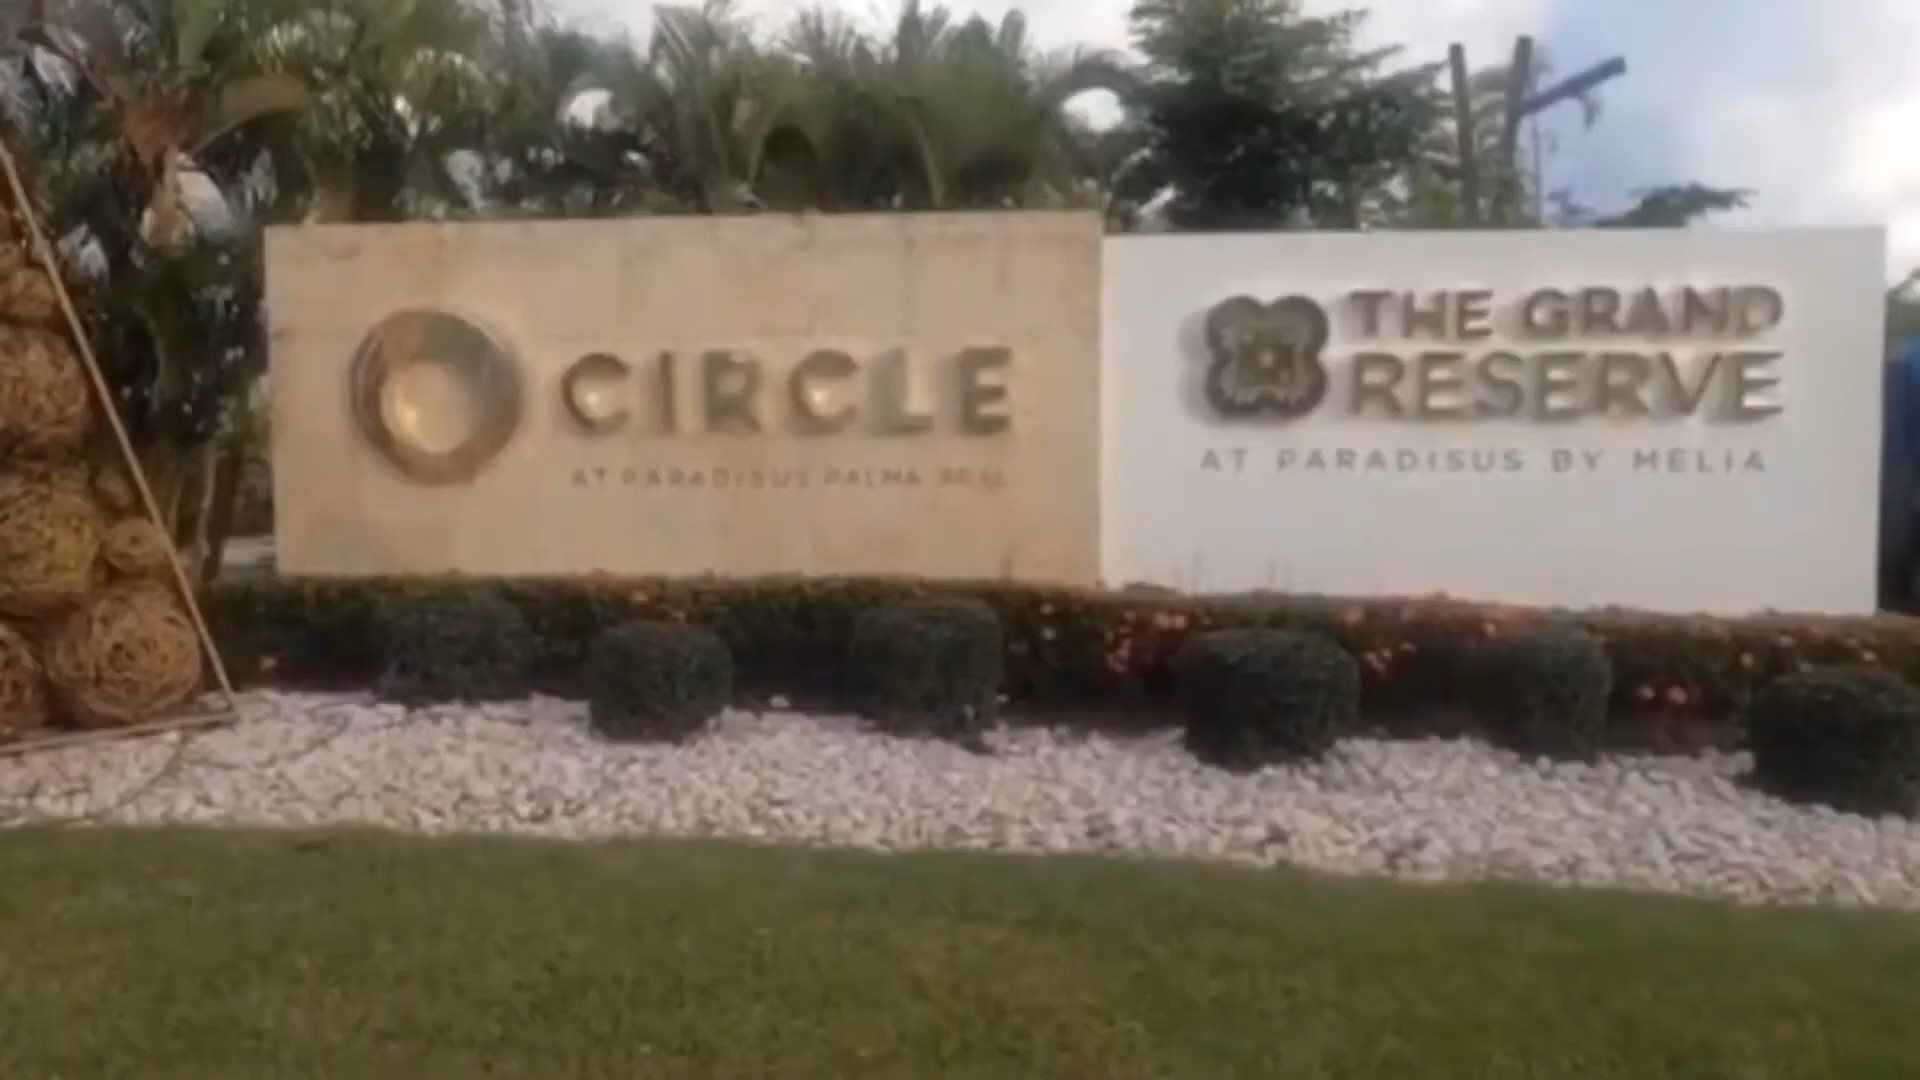 CIRCLE
AT PARADISUS PALMA REAL
THE GRAND
RESERVE
AT PARADISUS BY MELIA